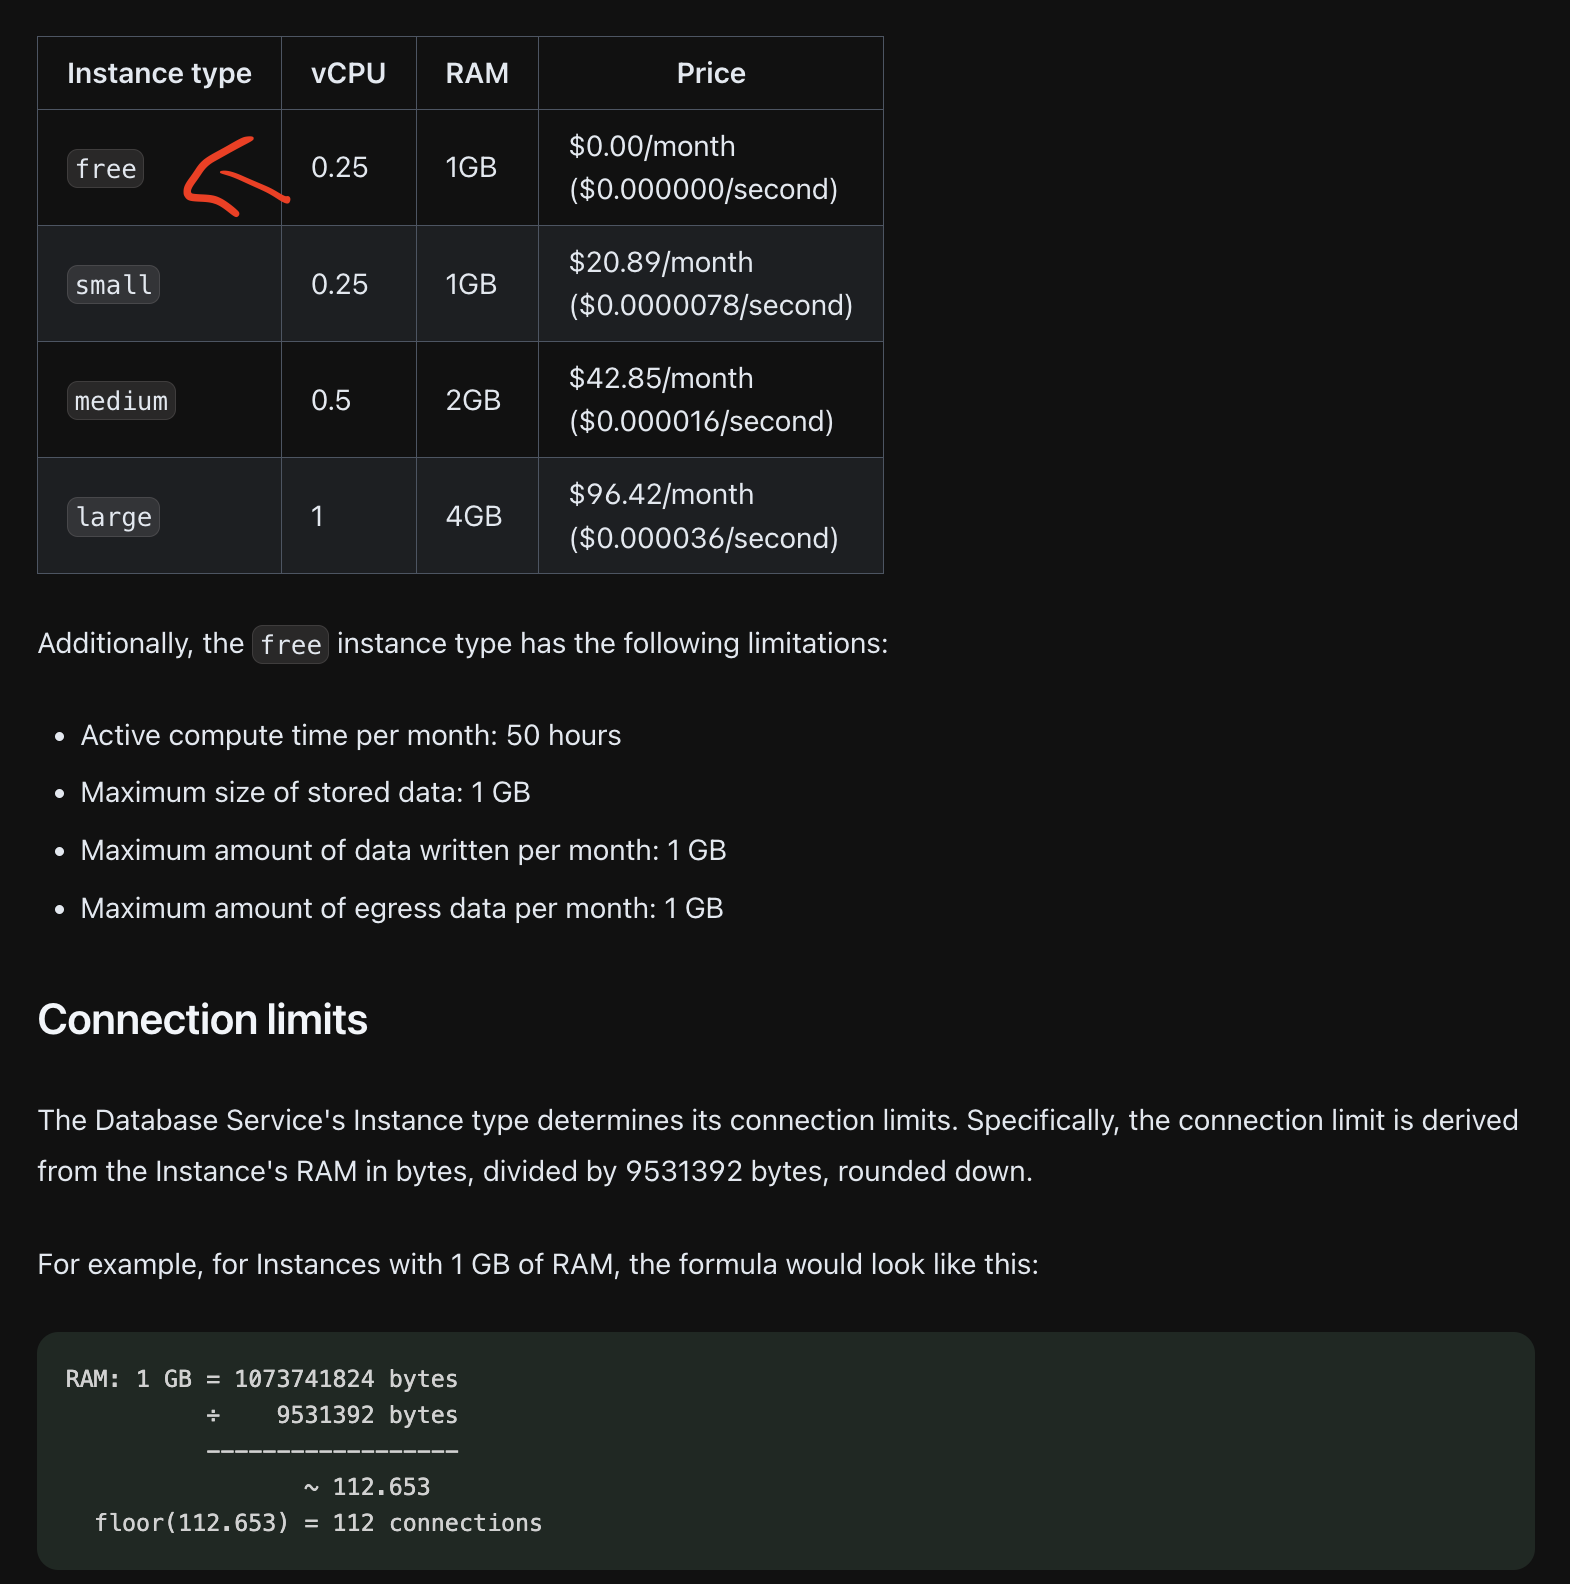 Instance type vCPU RAM Price
free 0.25 1GB $0.00/month
($0.000000/second)
small 0.25 1GB $20.89/month
($0.0000078/second)
medium 0.5 2GB $42.85/month
($0.000016/second)
large 1 4GB $96.42/month
($0.000036/second)
Additionally, the free instance type has the following limitations:
• Active compute time per month: 50 hours
• Maximum size of stored data: 1 GB
• Maximum amount of data written per month: 1 GB
• Maximum amount of egress data per month: 1 GB
Connection limits
The Database Service's Instance type determines its connection limits. Specifically, the connection limit is derived
from the Instance's RAM in bytes, divided by 9531392 bytes, rounded down.
For example, for Instances with 1 GB of RAM, the formula would look like this:
RAM: 1 GB = 1073741824 bytes
÷ 9531392 bytes
------------------
~ 112.653
floor(112.653) = 112 connections